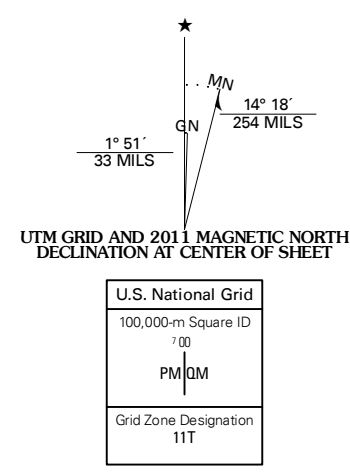 ★
MN
GN
14° 18´
254 MILS
1° 51´
33 MILS
UTM GRID AND 2011 MAGNETIC NORTH
DECLINATION AT CENTER OF SHEET
U.S. National Grid
100,000-m Square ID
700
PM QM
Grid Zone Designation
11T